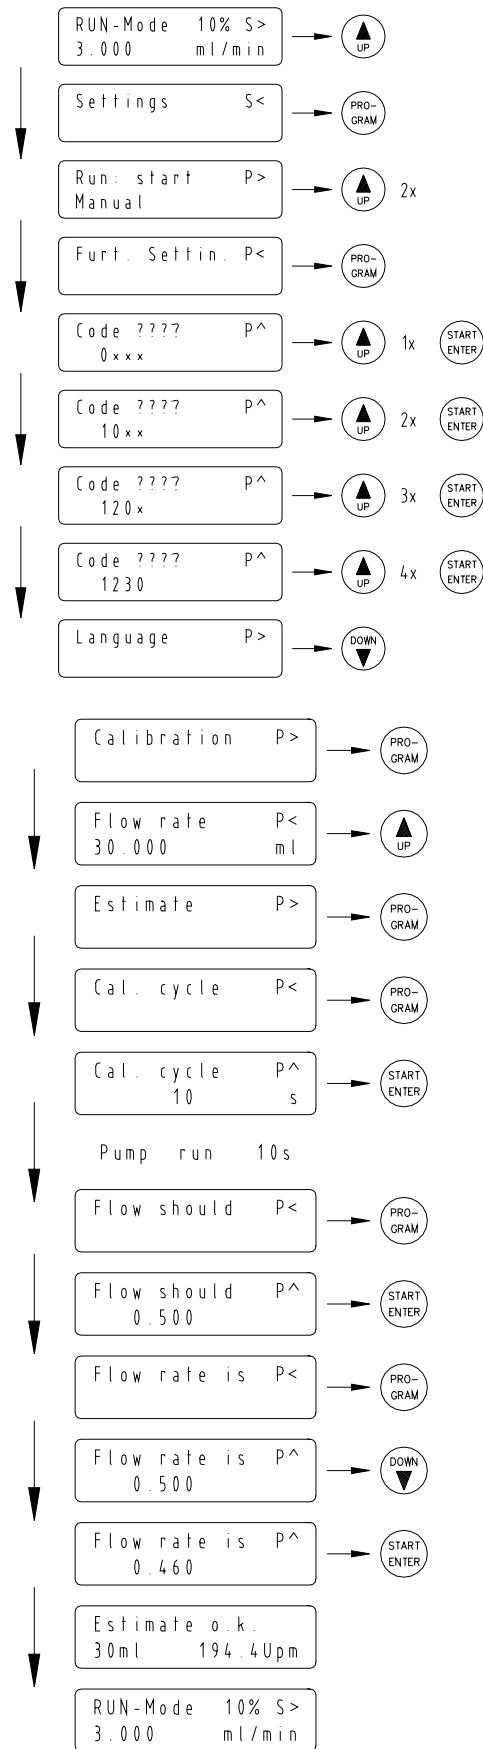 RUN-Mode 10% S>
3.000 ml/min
UP
Settings S<
PRO-
GRAM
Run: start P>
Manual
UP 2x
Furt. Settin. P<
PRO-
GRAM
Code ???? P^
0xxx
UP 1x START
ENTER
Code ???? P^
10xx
UP 2x START
ENTER
Code ???? P^
120x
UP 3x START
ENTER
Code ???? P^
1230
UP 4x START
ENTER
Language P>
DOWN
Calibration P>
PRO-
GRAM
Flow rate P<
30.000 ml
UP
Estimate P>
PRO-
GRAM
Cal. cycle P<
PRO-
GRAM
Cal. cycle P^
10 s
START
ENTER
Pump run 10s
Flow should P<
PRO-
GRAM
Flow should P^
0.500
START
ENTER
Flow rate is P<
PRO-
GRAM
Flow rate is P^
0.500
DOWN
Flow rate is P^
0.460
START
ENTER
Estimate o.k.
30ml 194.4Upm
RUN-Mode 10% S>
3.000 ml/min